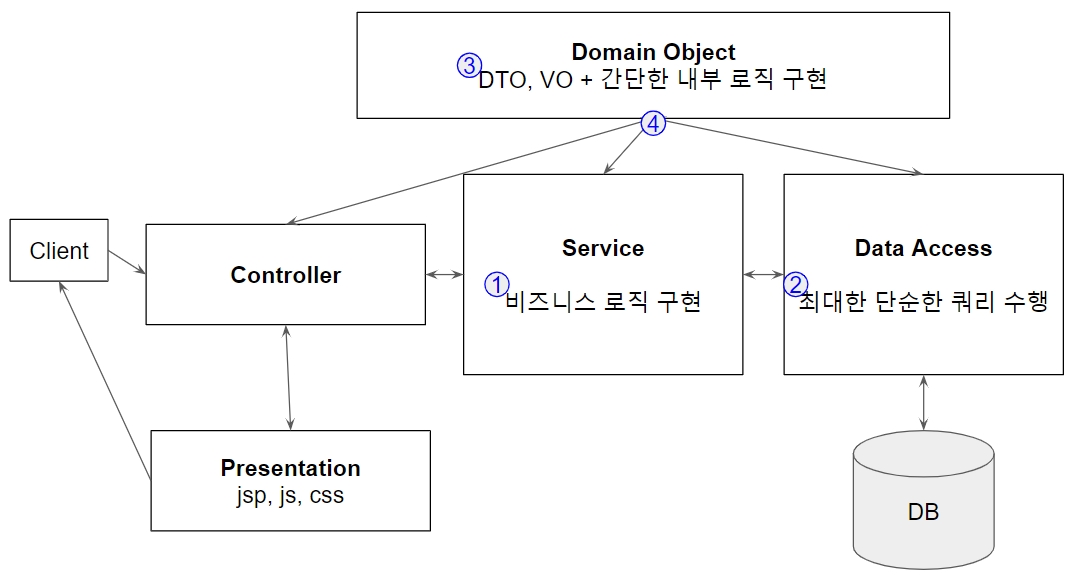 Domain Object
③
DTO, VO + 간단한 내부 로직 구현
④
Client
Controller
Service
①
비즈니스 로직 구현
Data Access
②
최대한 단순한 쿼리 수행
Presentation
jsp, js, css
DB